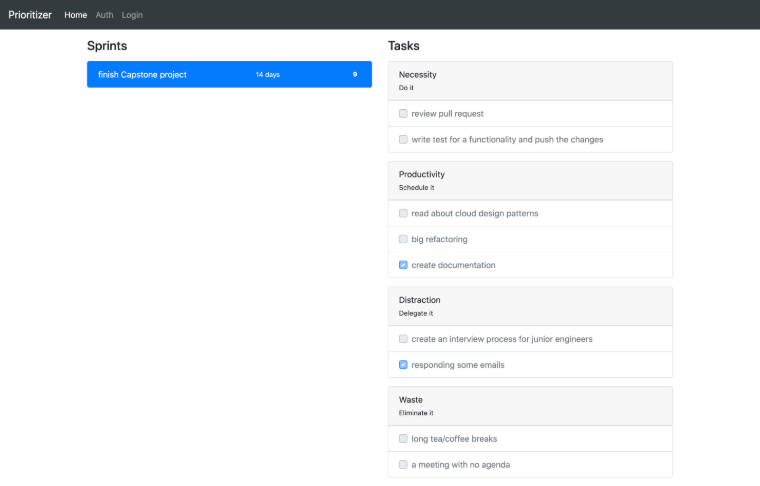 Prioritizer Home Auth Login
Sprints
finish Capstone project 14 days 9
Tasks
Necessity
Do it
review pull request
write test for a functionality and push the changes
Productivity
Schedule it
read about cloud design patterns
big refactoring
create documentation
Distraction
Delegate it
create an interview process for junior engineers
responding some emails
Waste
Eliminate it
long tea/coffee breaks
a meeting with no agenda